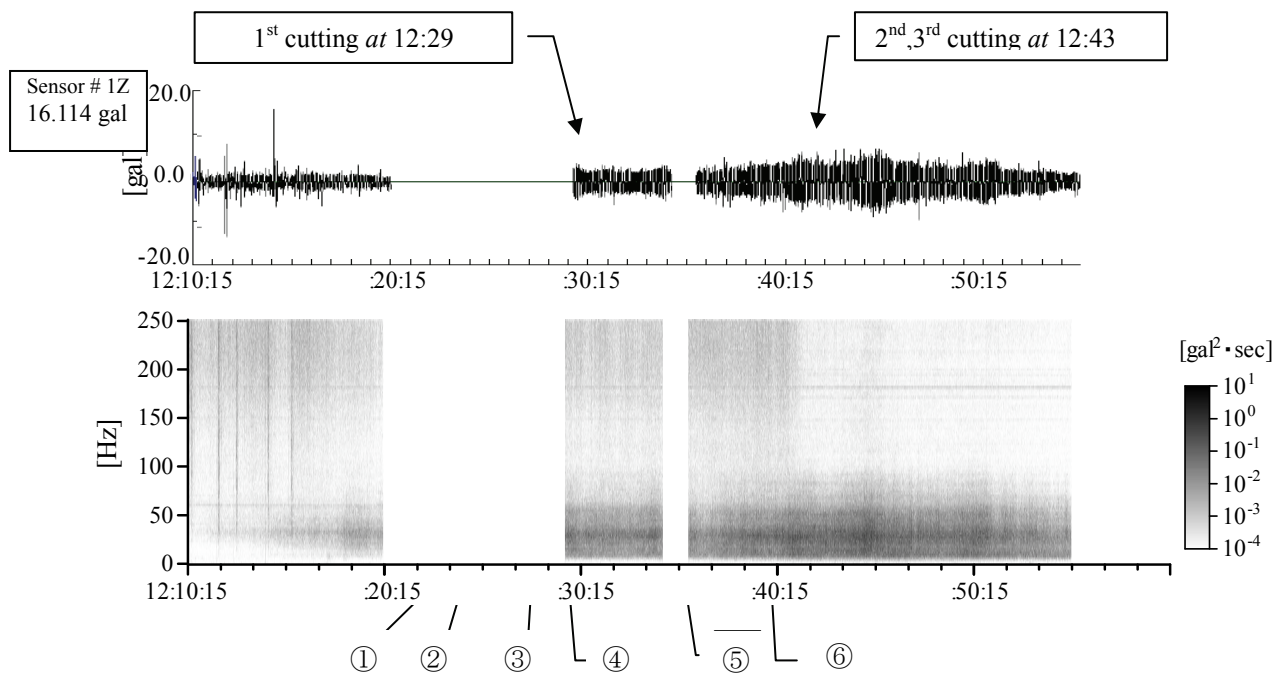 1st cutting at 12:29
2nd,3rd cutting at 12:43
Sensor # 1Z
16.114 gal
20.0
0.0
-20.0
[gal
12:10:15 :20:15 :30:15 :40:15 :50:15
250
200
150
100
50
0
[Hz]
12:10:15 :20:15 :30:15 :40:15 :50:15
[gal²・sec]
10¹
10⁰
10⁻¹
10⁻²
10⁻³
10⁻⁴
① ② ③ ④ ⑤ ⑥